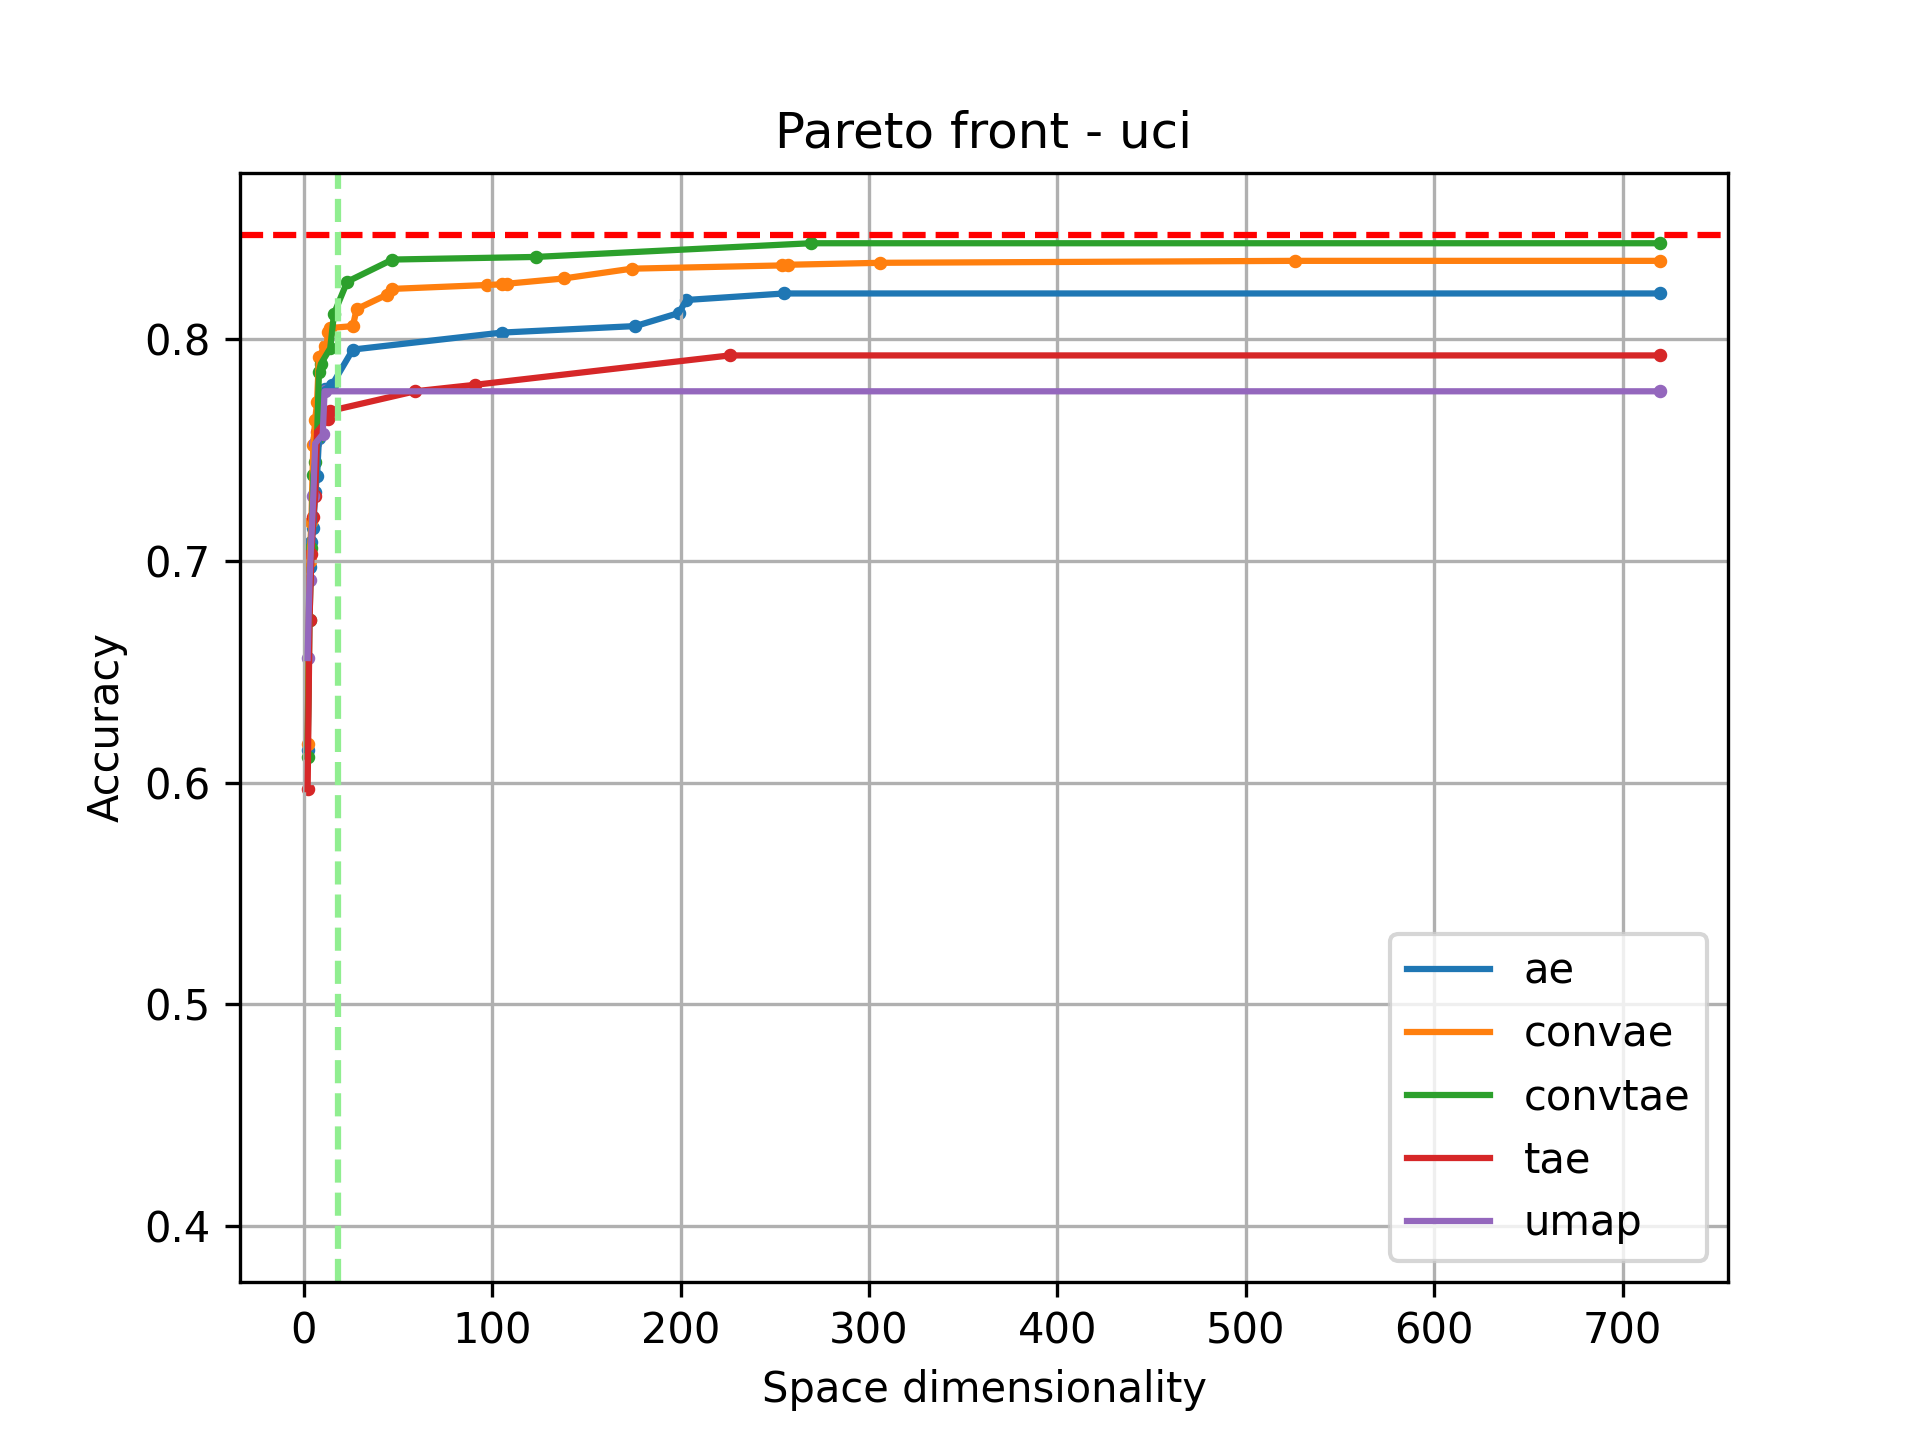 Pareto front - uci
Accuracy
0.8
0.7
0.6
0.5
0.4
0 100 200 300 400 500 600 700
Space dimensionality
ae
convae
convtae
tae
umap